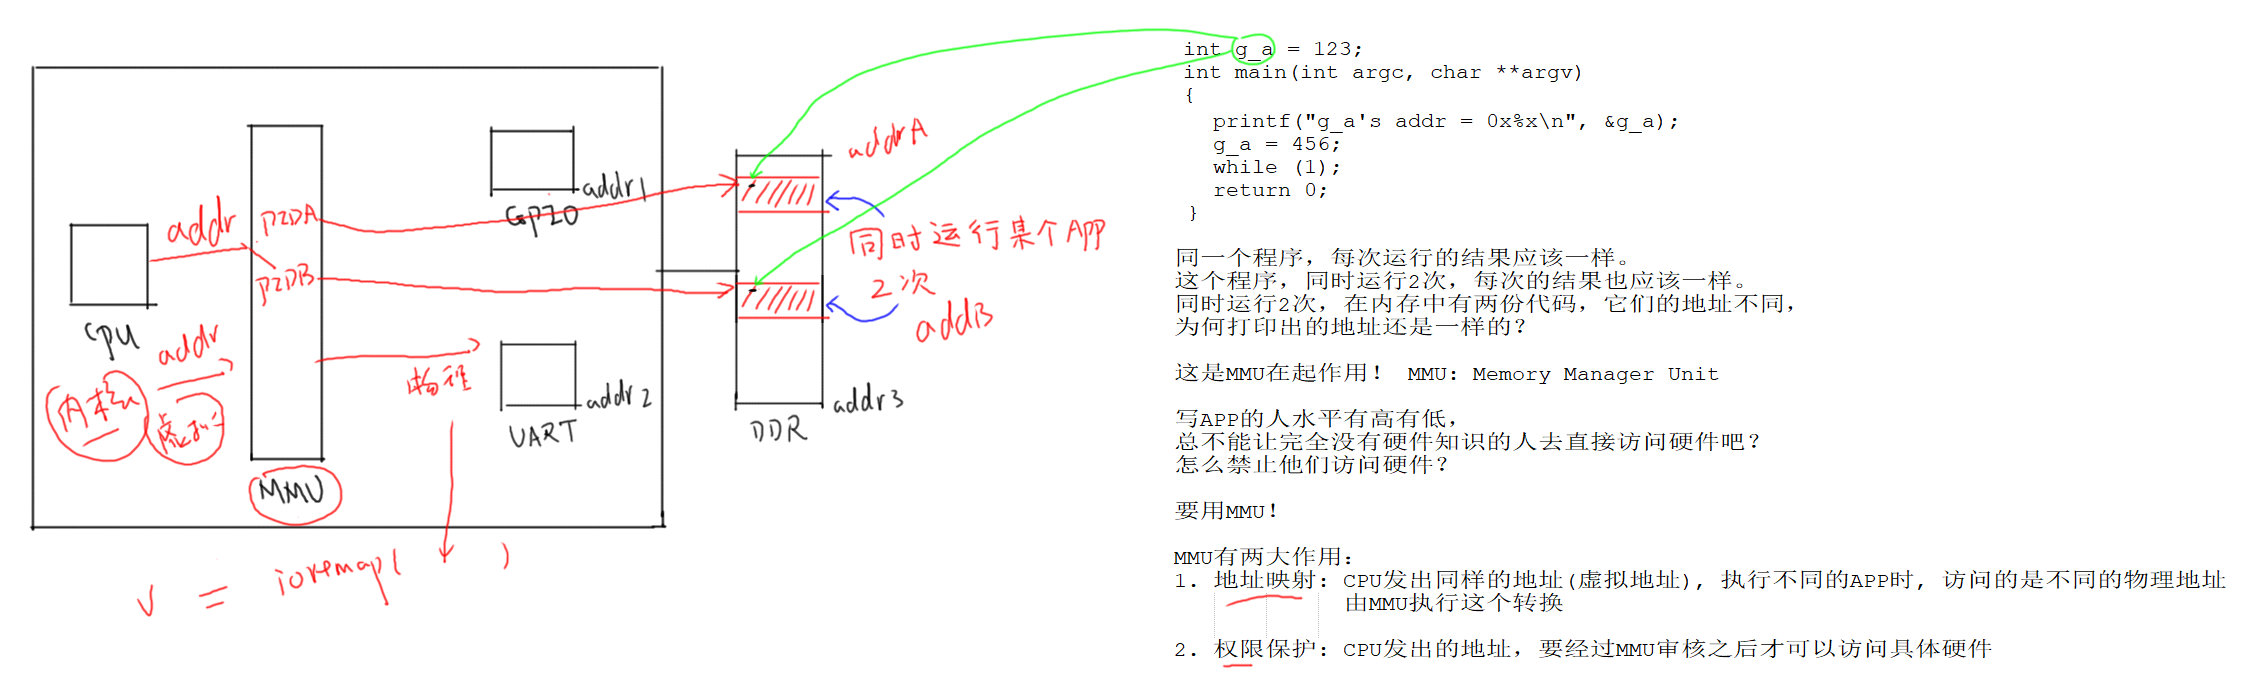 int g_a = 123;
int main(int argc, char **argv)
{
printf("g_a's addr = 0x%x\n", &g_a);
g_a = 456;
while (1);
return 0;
}
同一个程序，每次运行的结果应该一样。
这个程序，同时运行2次，每次的结果也应该一样。
同时运行2次，在内存中有两份代码，它们的地址不同，
为何打印出的地址还是一样的？
这是MMU在起作用！ MMU: Memory Manager Unit
写APP的人水平有高有低，
总不能让完全没有硬件知识的人去直接访问硬件吧？
怎么禁止他们访问硬件？
要用MMU！
MMU有两大作用：
1. 地址映射：CPU发出同样的地址(虚拟地址)，执行不同的APP时，访问的是不同的物理地址
由MMU执行这个转换
2. 权限保护：CPU发出的地址，要经过MMU审核之后才可以访问具体硬件
addrA
addr1
GPIO
addr
PIDA
同时运行某个APP
2次
PIDB
addB
CPU
addr
物理
内核
虚拟
addr2
UART
addr3
DDR
MMU
V = ioremap( )